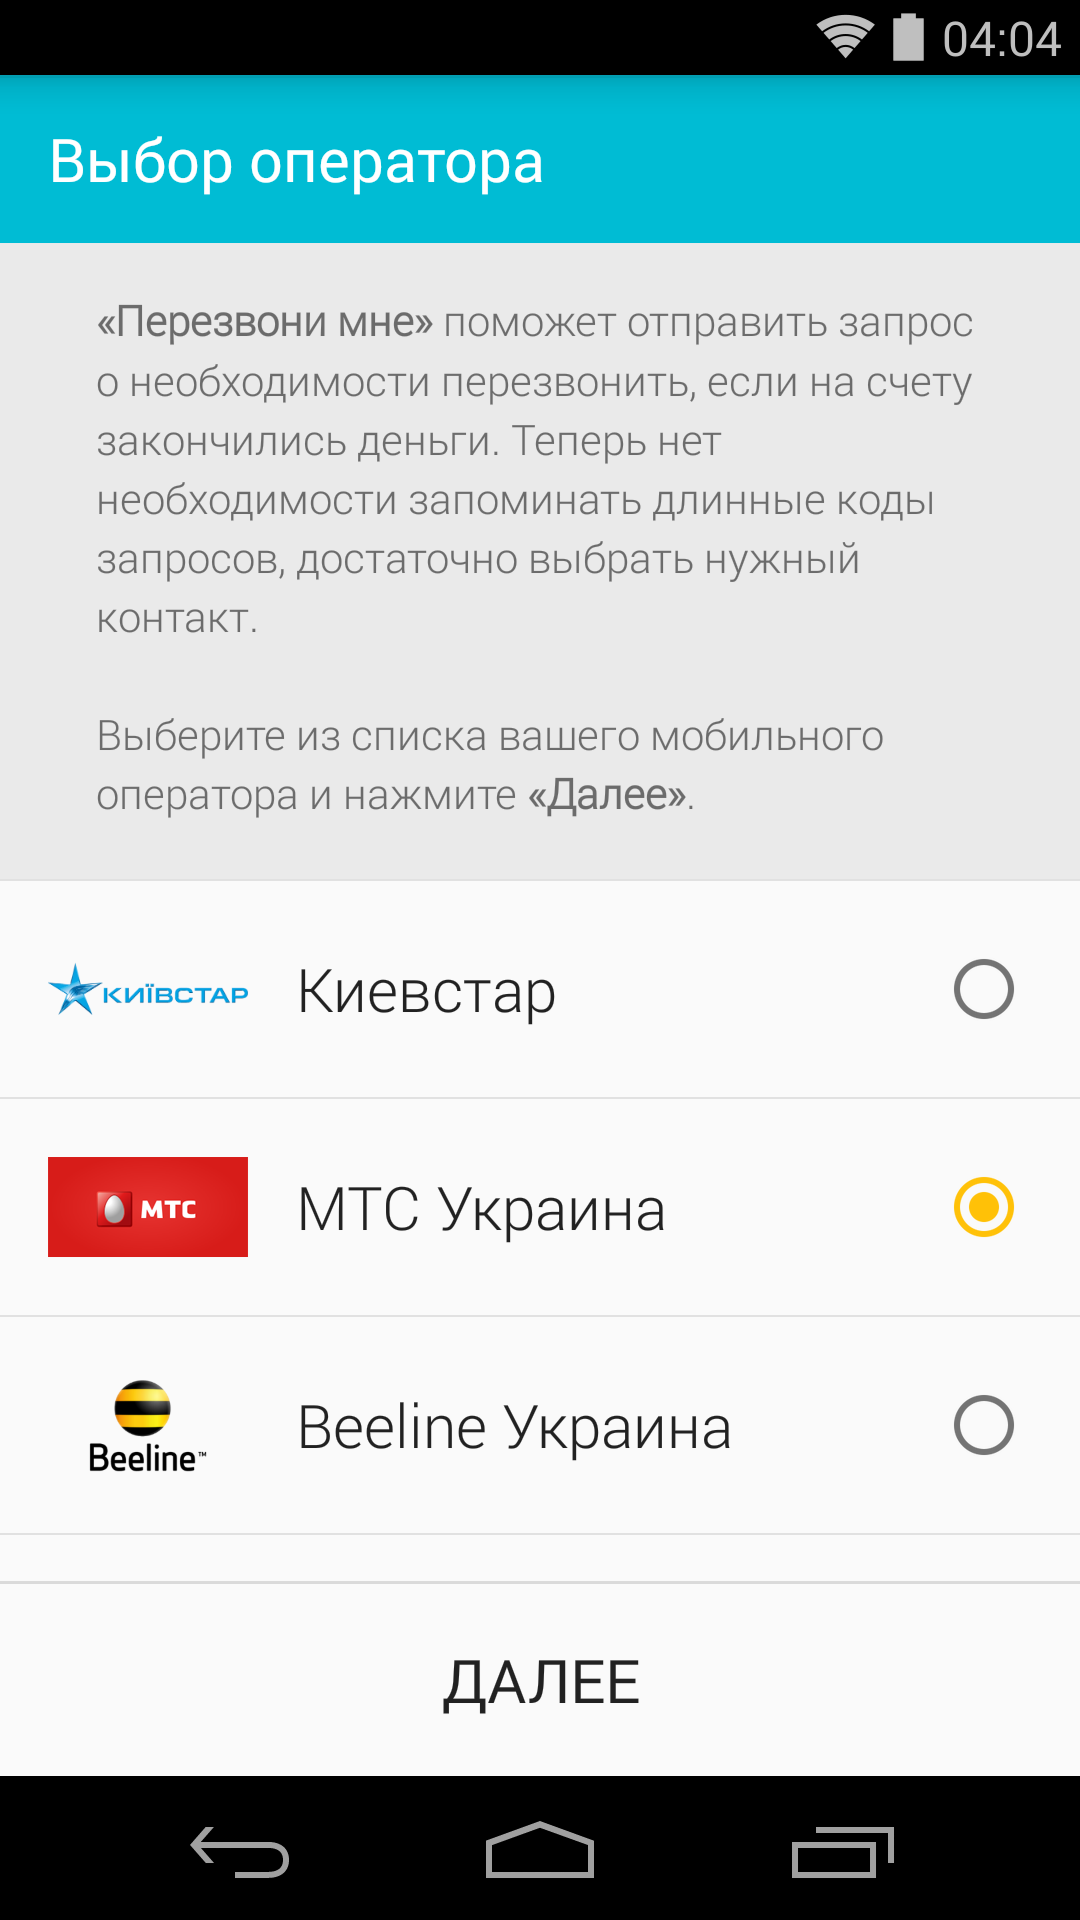 04:04
Выбор оператора
«Перезвони мне» поможет отправить запрос
о необходимости перезвонить, если на счету
закончились деньги. Теперь нет
необходимости запоминать длинные коды
запросов, достаточно выбрать нужный
контакт.
Выберите из списка вашего мобильного
оператора и нажмите «Далее».
КИЇВСТАР Киевстар
МТС МТС Украина
Beeline™ Beeline Украина
ДАЛЕЕ